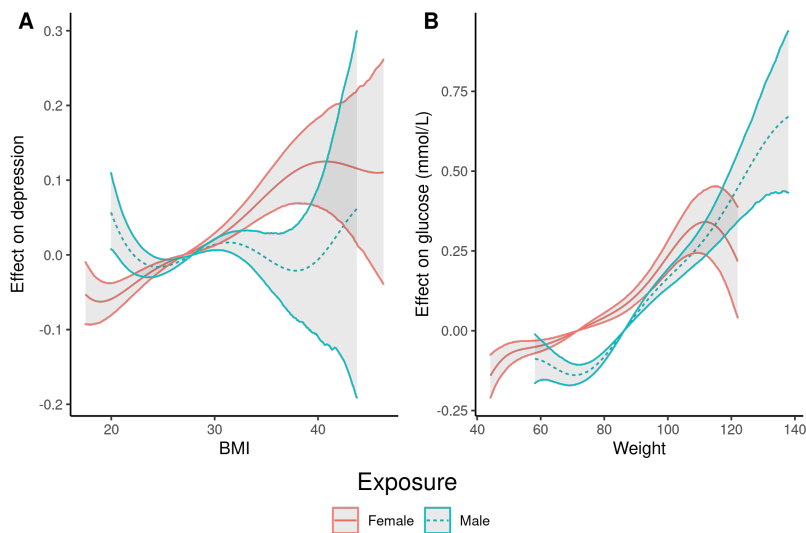 A
B
Effect on depression
0.3
0.2
0.1
0.0
-0.1
-0.2
20 30 40
BMI
Effect on glucose (mmol/L)
0.75
0.50
0.25
0.00
-0.25
40 60 80 100 120 140
Weight
Exposure
Female Male